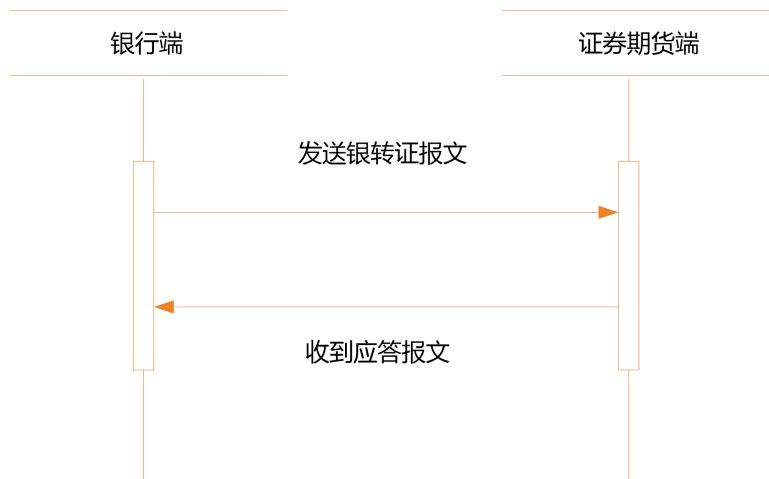 银行端
证券期货端
发送银转证报文
收到应答报文